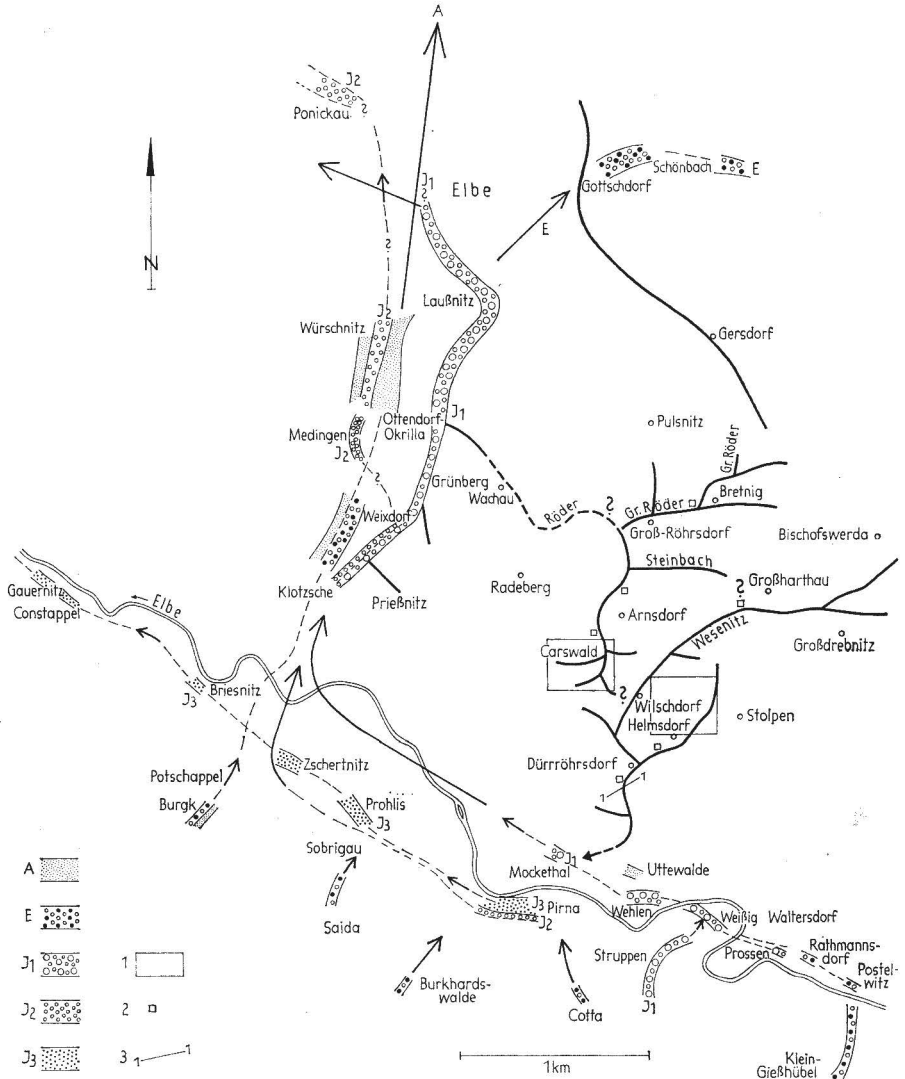 A
J2
Ponickau
?
N
J1
?
Elbe
E
Gottschdorf
Schönbach
E
?
Laußnitz
Würschnitz
J2
Gersdorf
Ottendorf-
Okrilla
J1
Medingen
J2
?
Pulsnitz
Grünberg
Wachau
Röder
Gr. Röder
Bretnig
?
Gr. Röder
Groß-Röhrsdorf
Bischofswerda
Weixdorf
Steinbach
Klotzsche
Prießnitz
Radeberg
?
Großharthau
Gauernitz
Constappel
Elbe
Arnsdorf
Wesenitz
Großdrebnitz
Carswald
?
Wilschdorf
Helmsdorf
Stolpen
Briesnitz
J3
Zschertnitz
Dürrröhrsdorf
1
1
Potschappel
Burgk
Prohlis
J3
Sobrigau
Mockethal
J1
Uttewalde
Saida
J3
Pirna
J2
Wehlen
Weißig
Waltersdorf
Struppen
J1
Prossen
Rathmanns-
dorf
Postel-
witz
Burkhards-
walde
Cotta
Klein-
Gießhübel
A
E
J1
1
J2
2
J3
3
1
1
1km